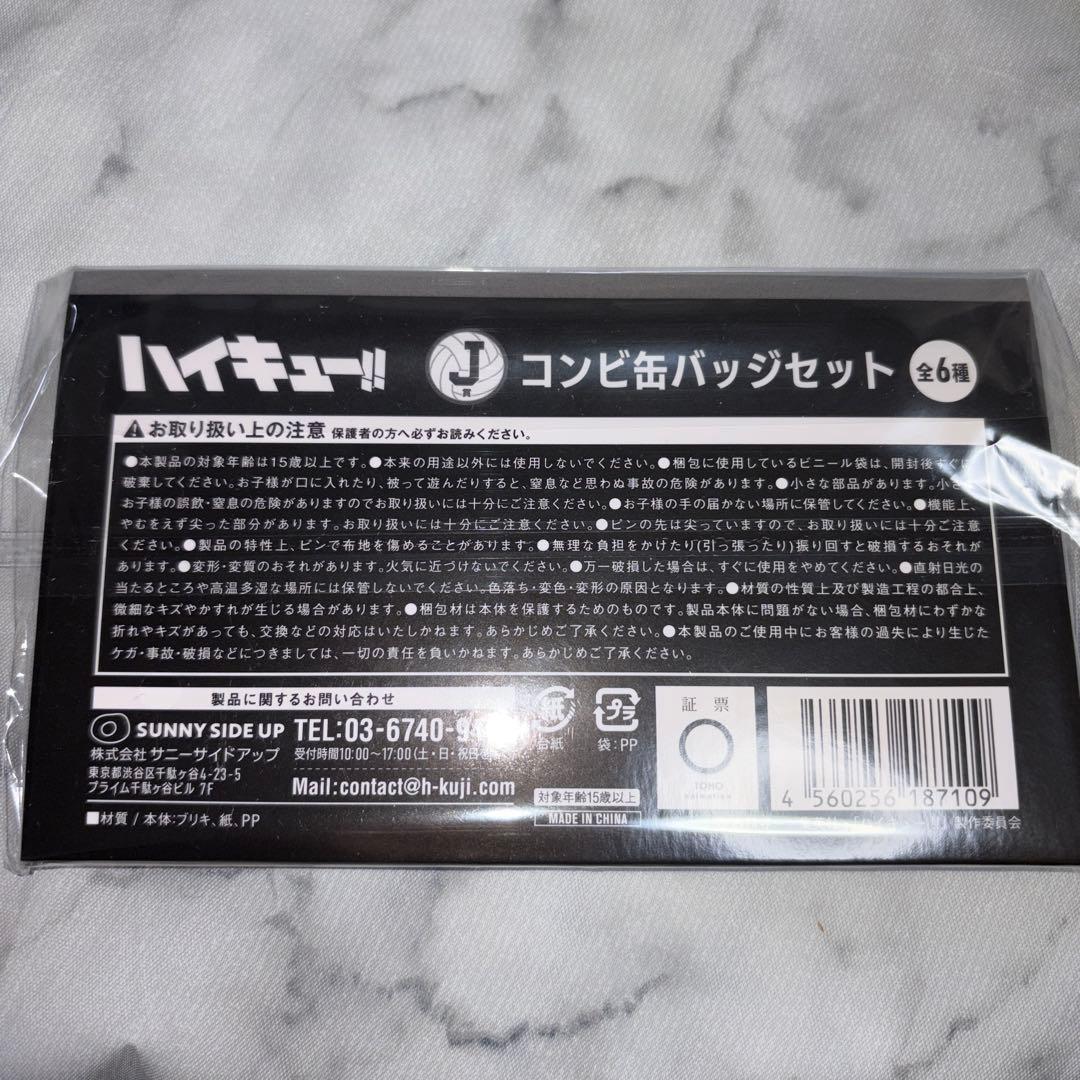 ハイキュー!! J賞 コンビ缶バッジセット 全6種
お取り扱い上の注意 保護者の方へ必ずお読みください。
●本製品の対象年齢は15歳以上です。●本来の用途以外には使用しないでください。●梱包に使用しているビニール袋は、開封後すぐに
破棄してください。お子様が口に入れたり、被って遊んだりすると、窒息など思わぬ事故の危険があります。●小さな部品があります。小さな
お子様の誤飲・窒息の危険がありますのでお取り扱いには十分にご注意ください。●お子様の手の届かない場所に保管してください。●機能上、
やむをえず尖った部分があります。お取り扱いには十分にご注意ください。●ピンの先は尖っていますので、お取り扱いには十分ご注意
ください。●製品の特性上、ピンで布地を傷めることがあります。●無理な負担をかけたり(引っ張ったり)振り回すと破損するおそれが
あります。●変形・変質のおそれがあります。火気に近づけないでください。●万一破損した場合は、すぐに使用をやめてください。●直射日光の
当たるところや高温多湿な場所には保管しないでください。色落ち・変色・変形の原因となります。●材質の性質上及び製造工程の都合上、
微細なキズやかすれが生じる場合があります。●梱包材は本体を保護するためのものです。製品本体に問題がない場合、梱包材にわずかな
折れやキズがあっても、交換などの対応はいたしかねます。あらかじめご了承ください。●本製品のご使用中にお客様の過失により生じた
ケガ・事故・破損などにつきましては、一切の責任を負いかねます。あらかじめご了承ください。
製品に関するお問い合わせ
SUNNY SIDE UP
株式会社 サニーサイドアップ
東京都渋谷区千駄ヶ谷4-23-5
プライム千駄ヶ谷ビル 7F
TEL:03-6740-94
受付時間10:00〜17:00(土・日・祝日
Mail:contact@h-kuji.com
■材質 / 本体:ブリキ、紙、PP
紙
台紙
プラ
袋:PP
対象年齢15歳以上
MADE IN CHINA
証票
TOHO
animation
4 560256 187109
製作委員会